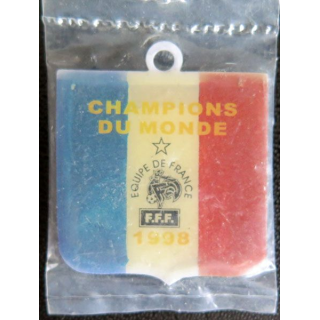 CHAMPIONS
DU MONDE
EQUIPE DE FRANCE
F.F.F.
1998